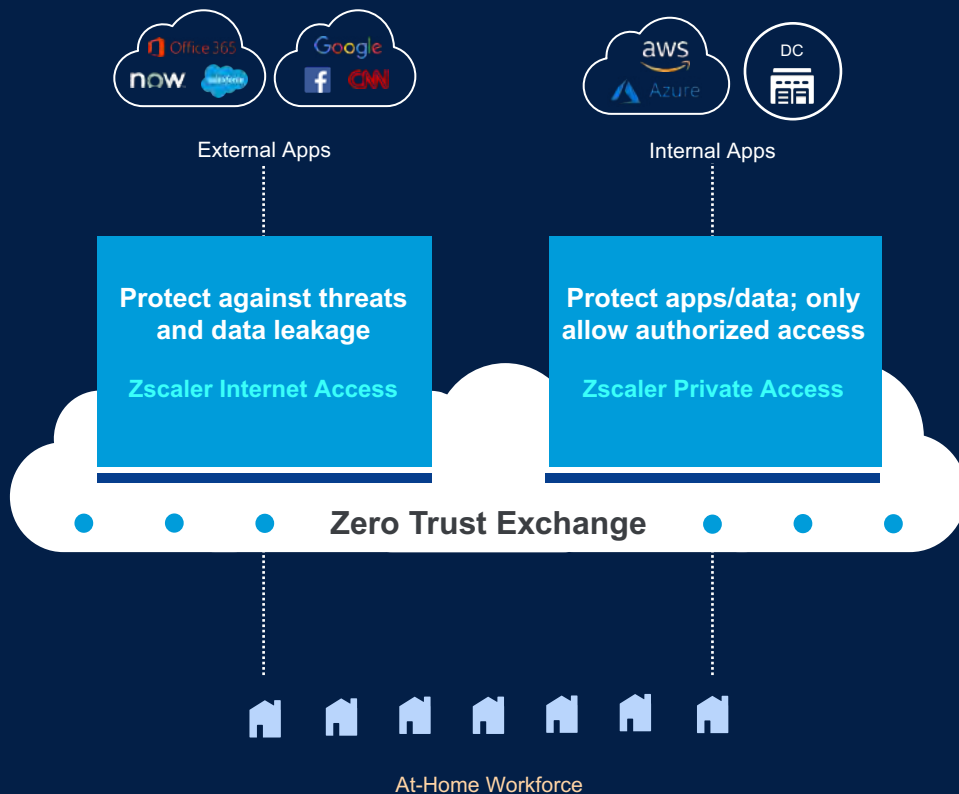 Office 365
Google
now
salesforce
f
CNN
aws
Azure
DC
External Apps
Internal Apps
Protect against threats
and data leakage
Zscaler Internet Access
Protect apps/data; only
allow authorized access
Zscaler Private Access
Zero Trust Exchange
At-Home Workforce